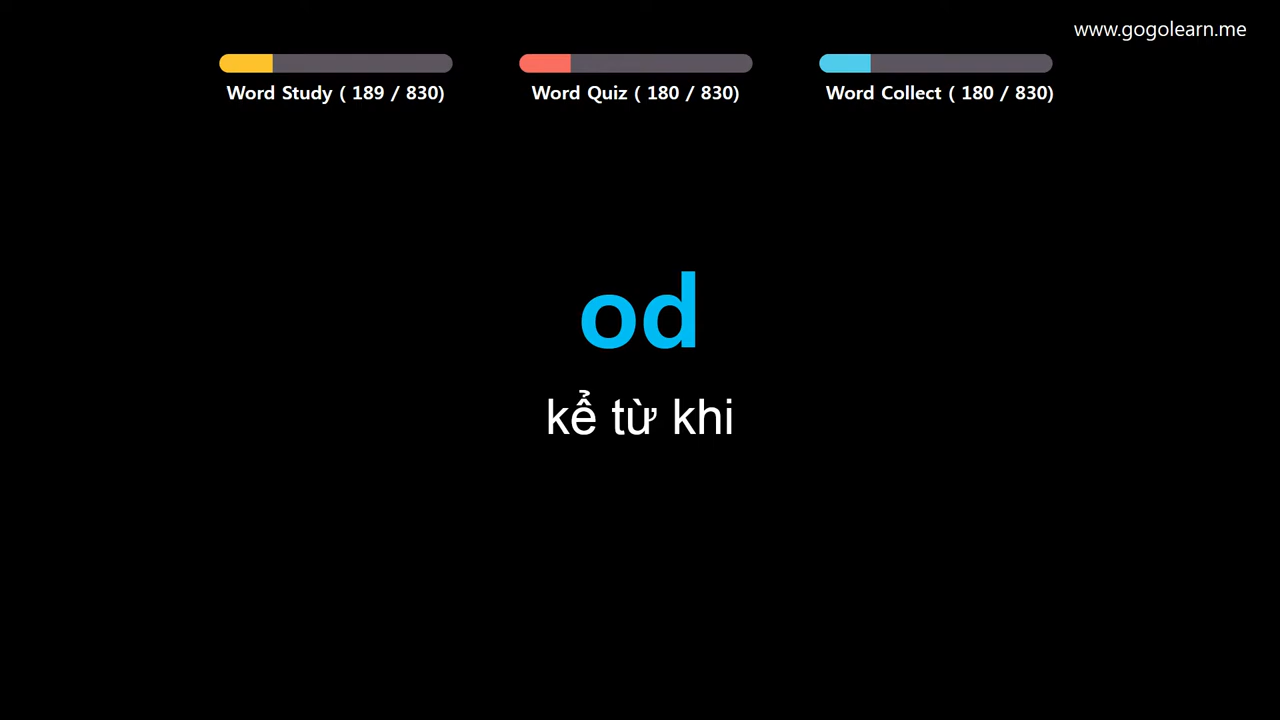 www.gogolearn.me
Word Study ( 189 / 830)
Word Quiz ( 180 / 830)
Word Collect ( 180 / 830)
od
kể từ khi